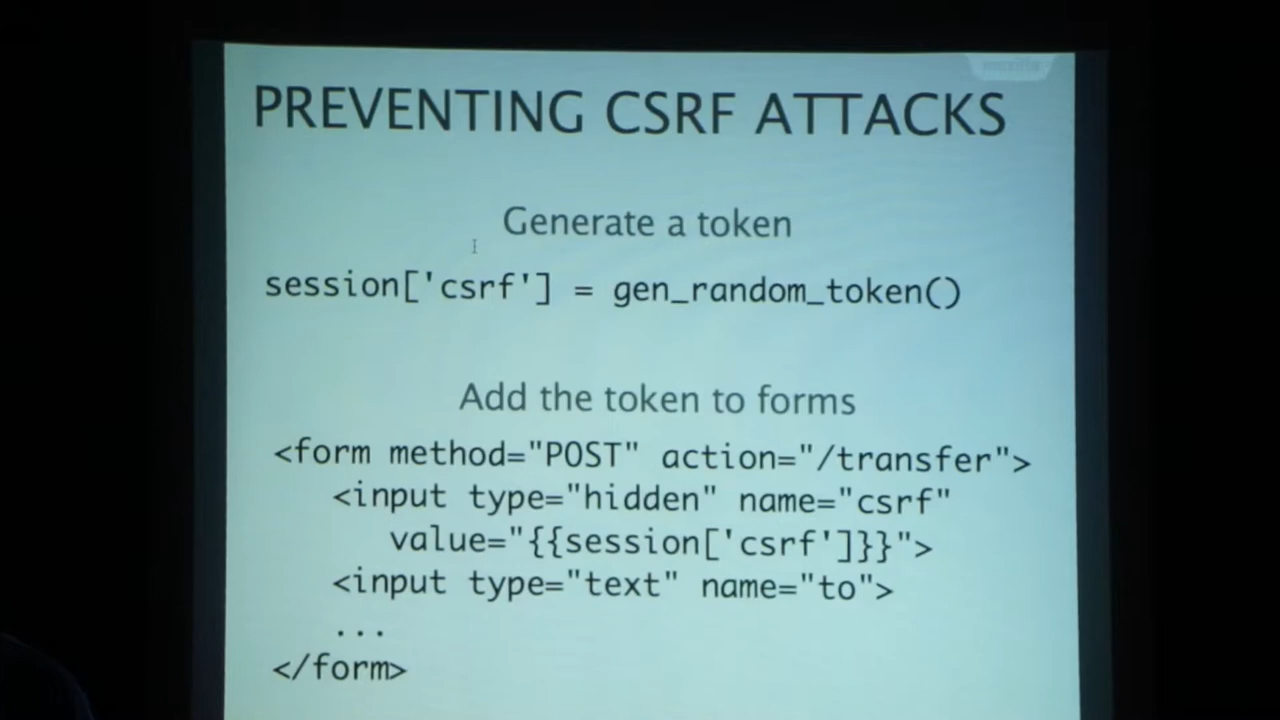 PREVENTING CSRF ATTACKS
Generate a token
session['csrf'] = gen_random_token()
Add the token to forms
<form method="POST" action="/transfer">
<input type="hidden" name="csrf"
value="{{session['csrf']}}">
<input type="text" name="to">
...
</form>